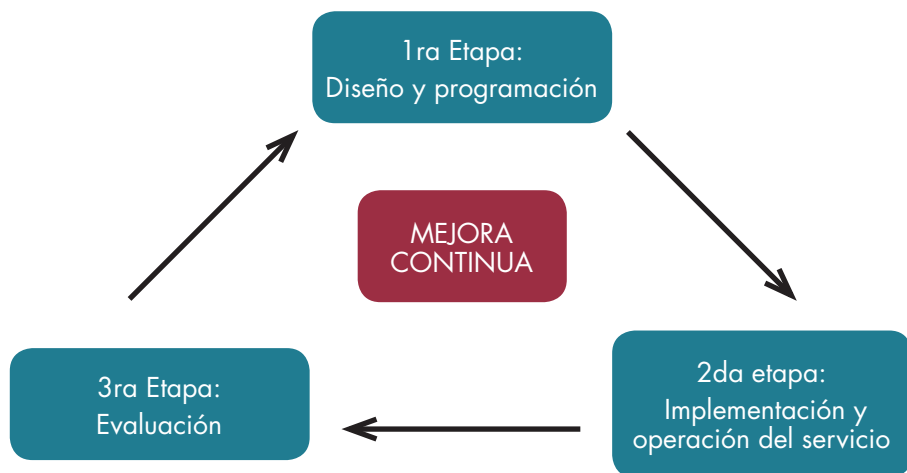 1ra Etapa:
Diseño y programación
MEJORA
CONTINUA
3ra Etapa:
Evaluación
2da etapa:
Implementación y
operación del servicio